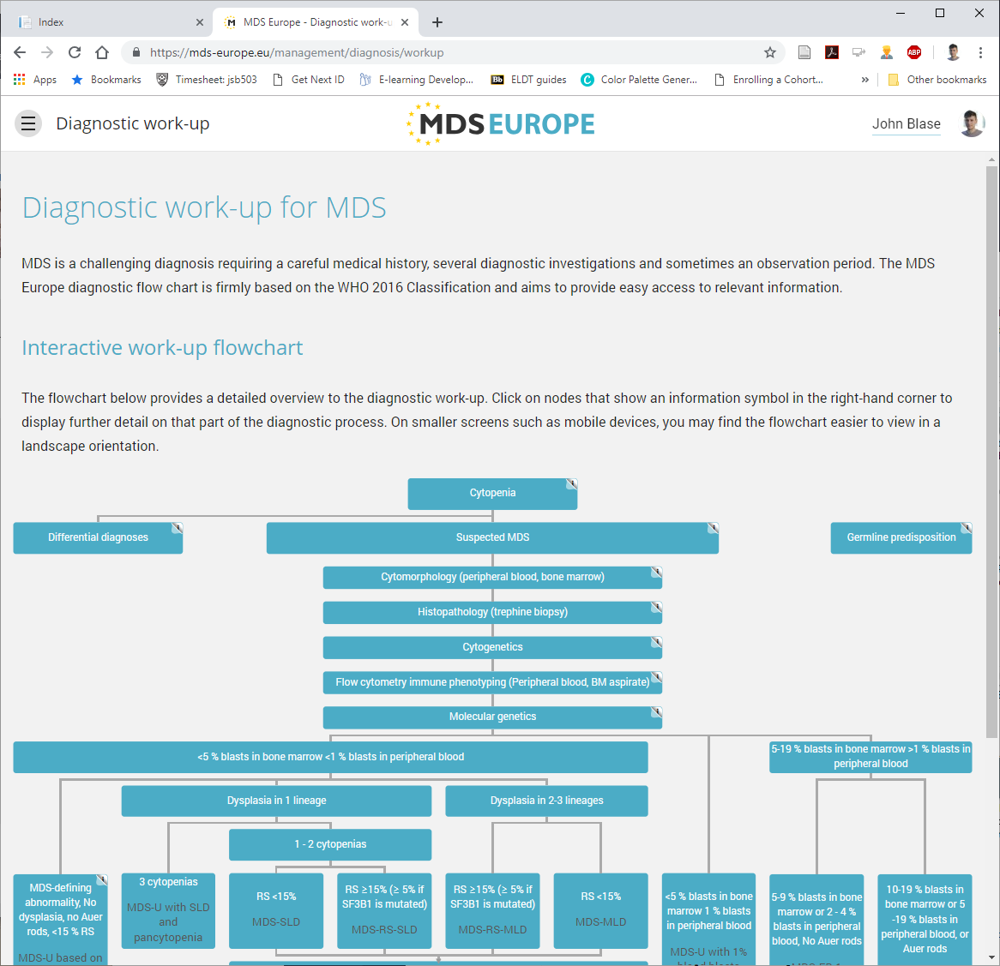 Index
MDS Europe - Diagnostic work-u
https://mds-europe.eu/management/diagnosis/workup
ABP
Apps
Bookmarks
Timesheet: jsb503
Get Next ID
E-learning Develop...
Bb
ELDT guides
C
Color Palette Gener...
Enrolling a Cohort...
»
Other bookmarks
Diagnostic work-up
MDS EUROPE
John Blase
Diagnostic work-up for MDS
MDS is a challenging diagnosis requiring a careful medical history, several diagnostic investigations and sometimes an observation period. The MDS
Europe diagnostic flow chart is firmly based on the WHO 2016 Classification and aims to provide easy access to relevant information.
Interactive work-up flowchart
The flowchart below provides a detailed overview to the diagnostic work-up. Click on nodes that show an information symbol in the right-hand corner to
display further detail on that part of the diagnostic process. On smaller screens such as mobile devices, you may find the flowchart easier to view in a
landscape orientation.
Cytopenia
Differential diagnoses
Suspected MDS
Germline predisposition
Cytomorphology (peripheral blood, bone marrow)
Histopathology (trephine biopsy)
Cytogenetics
Flow cytometry immune phenotyping (Peripheral blood, BM aspirate)
Molecular genetics
<5 % blasts in bone marrow <1 % blasts in peripheral blood
5-19 % blasts in bone marrow >1 % blasts in
peripheral blood
Dysplasia in 1 lineage
Dysplasia in 2-3 lineages
1 - 2 cytopenias
MDS-defining
abnormality, No
dysplasia, no Auer
rods, <15 % RS
MDS-U based on
3 cytopenias
MDS-U with SLD
and
pancytopenia
RS <15%
MDS-SLD
RS ≥15% (≥ 5% if
SF3B1 is mutated)
MDS-RS-SLD
RS ≥15% (≥ 5% if
SF3B1 is mutated)
MDS-RS-MLD
RS <15%
MDS-MLD
<5 % blasts in bone
marrow 1 % blasts
in peripheral blood
MDS-U with 1%
5-9 % blasts in bone
marrow or 2 - 4 %
blasts in peripheral
blood, No Auer rods
10-19 % blasts in
bone marrow or 5
-19 % blasts in
peripheral blood, or
Auer rods